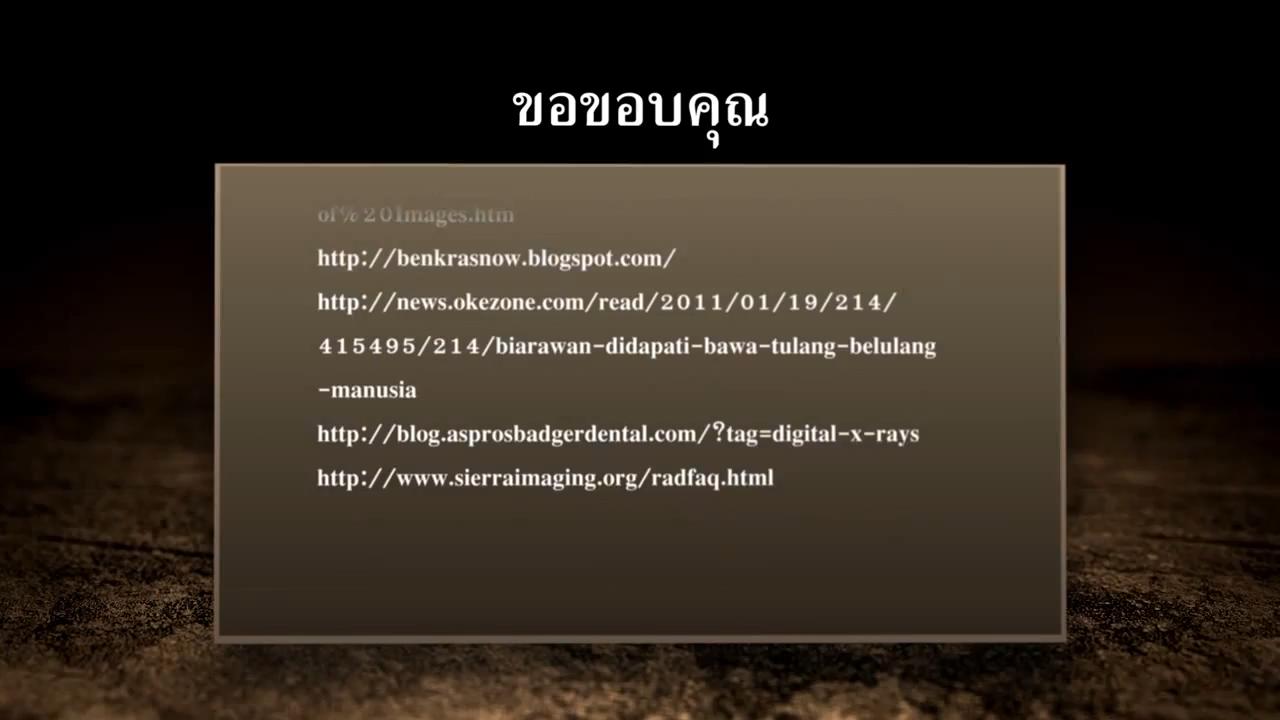 ขอขอบคุณ
of%20Images.htm
http://benkrasnow.blogspot.com/
http://news.okezone.com/read/2011/01/19/214/
415495/214/biarawan-didapati-bawa-tulang-belulang
-manusia
http://blog.asprosbadgerdental.com/?tag=digital-x-rays
http://www.sierraimaging.org/radfaq.html